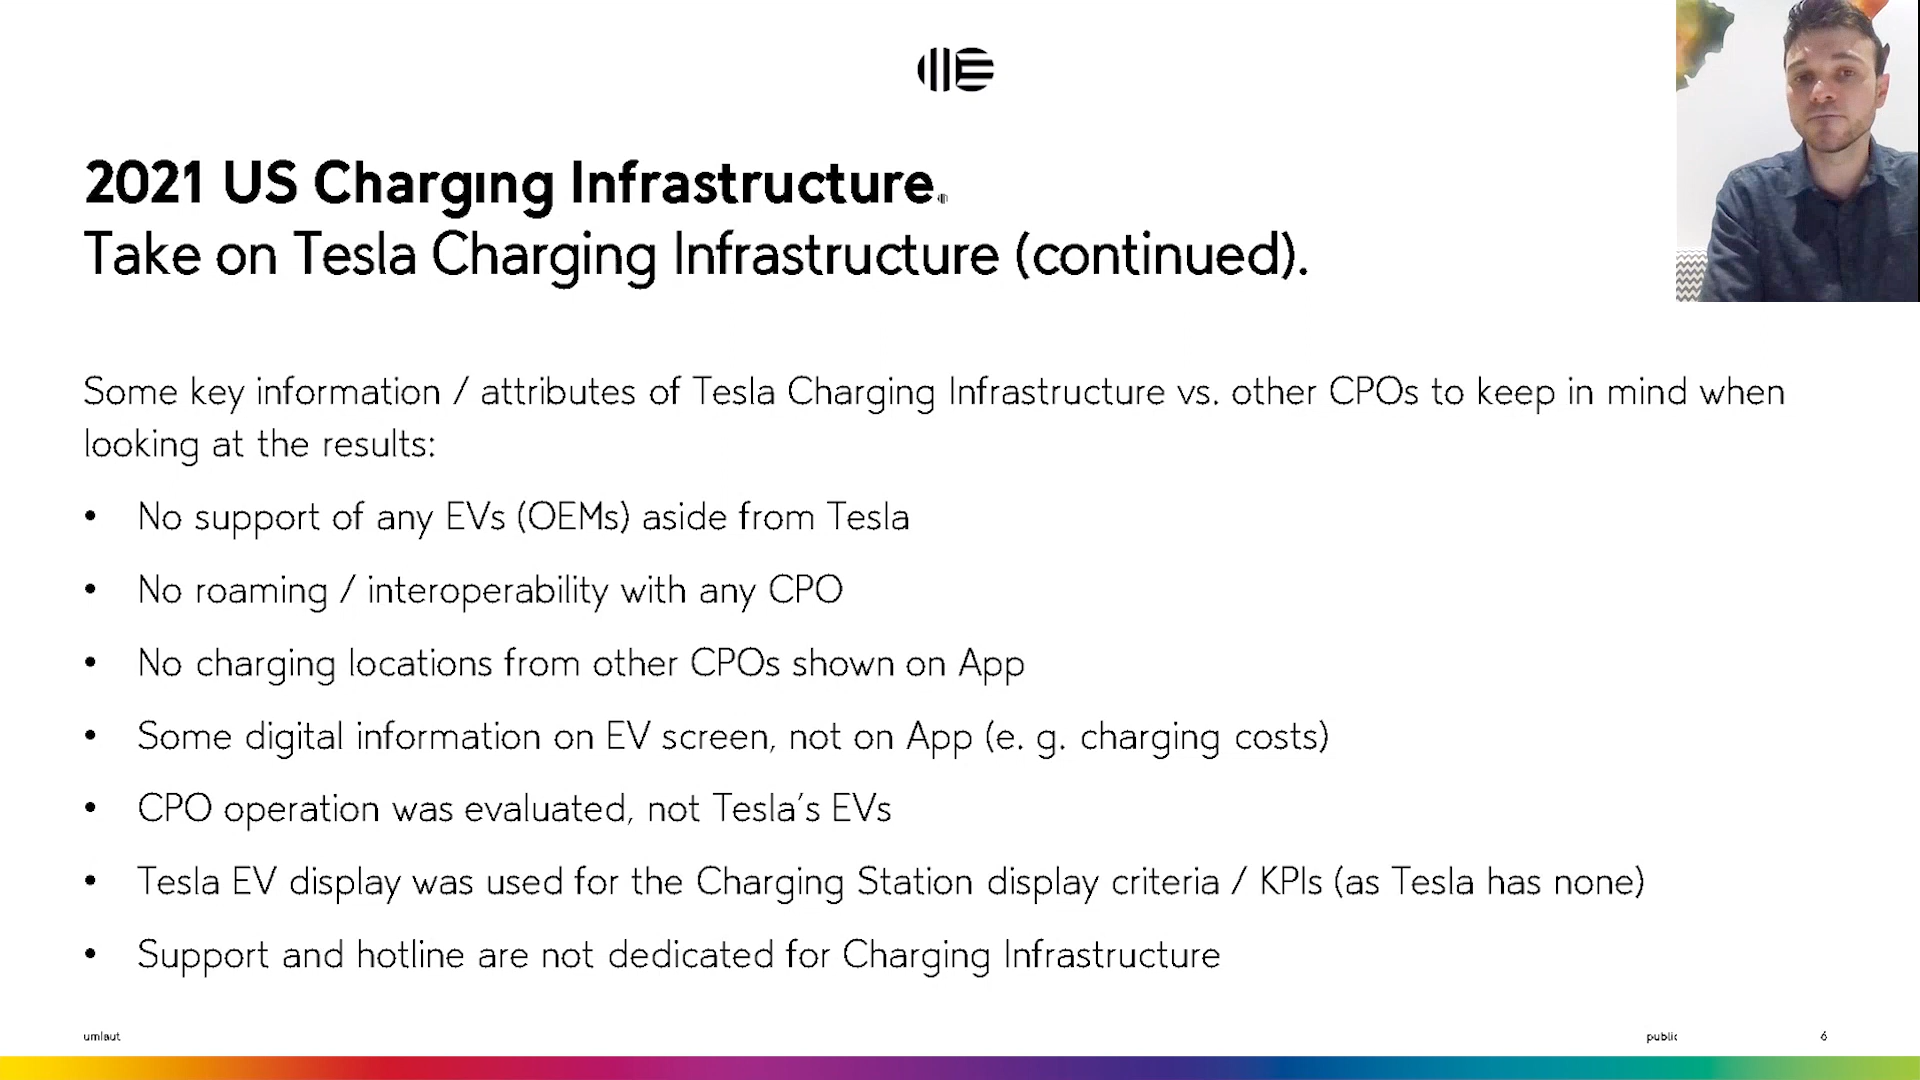 2021 US Charging Infrastructure.
Take on Tesla Charging Infrastructure (continued).
Some key information / attributes of Tesla Charging Infrastructure vs. other CPOs to keep in mind when
looking at the results:
• No support of any EVs (OEMs) aside from Tesla
• No roaming / interoperability with any CPO
• No charging locations from other CPOs shown on App
• Some digital information on EV screen, not on App (e. g. charging costs)
• CPO operation was evaluated, not Tesla's EVs
• Tesla EV display was used for the Charging Station display criteria / KPIs (as Tesla has none)
• Support and hotline are not dedicated for Charging Infrastructure
umlaut
public
6